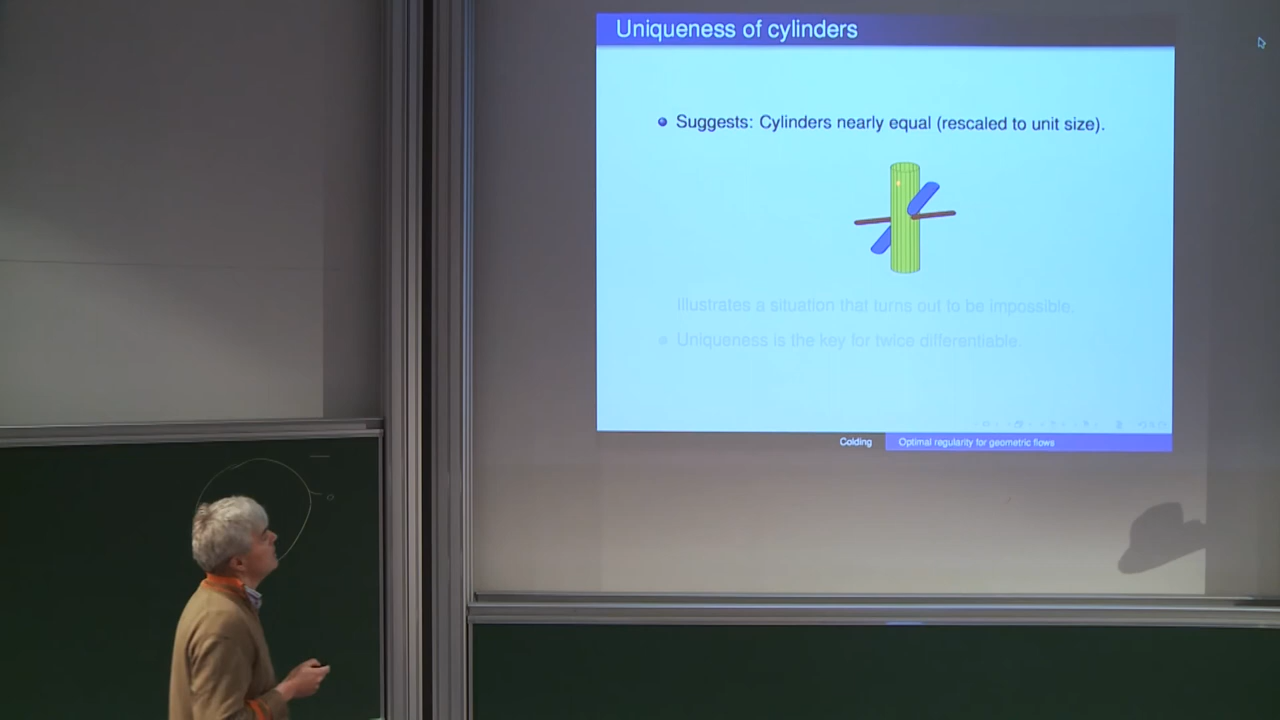 Uniqueness of cylinders
Suggests: Cylinders nearly equal (rescaled to unit size).
Illustrates a situation that turns out to be impossible.
Uniqueness is the key for twice differentiable.
Colding
Optimal regularity for geometric flows